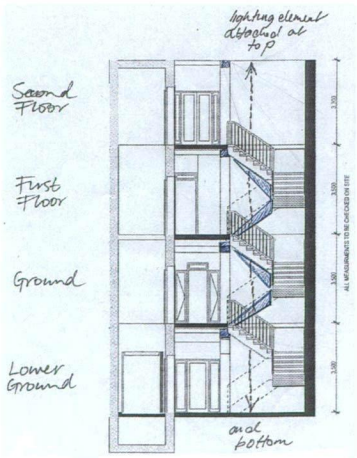 lighting element
attached at
top
Second
Floor
First
Floor
Ground
Lower
Ground
ALL MEASUREMENTS TO BE CHECKED ON SITE
and
bottom